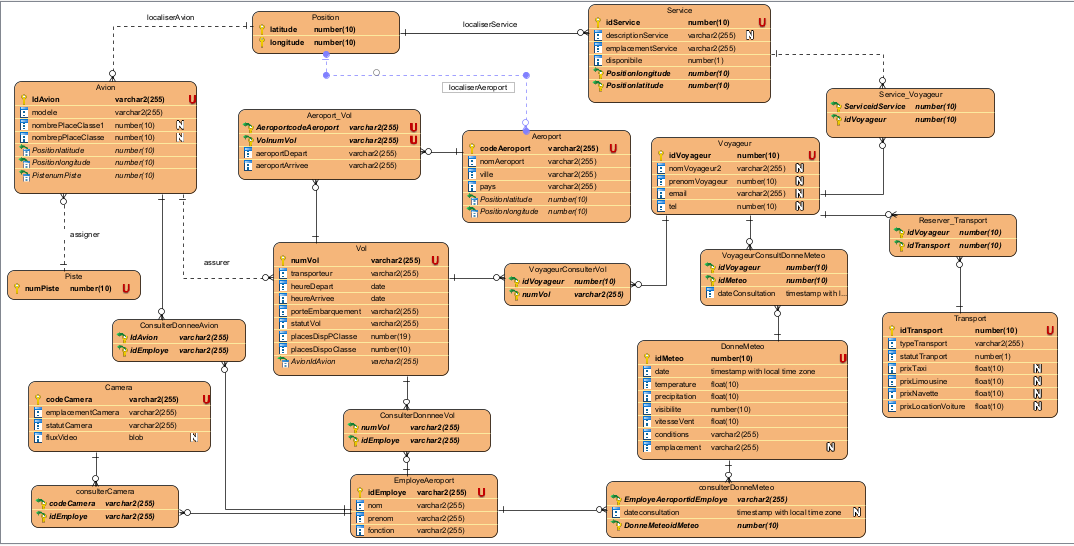 localiserAvion
Position
latitude number(10)
longitude number(10)
localiserService
Service
idService number(10) U
descriptionService varchar2(255) N
emplacementService varchar2(255)
disponibile number(1)
Positionlongitude number(10)
Positionlatitude number(10)
localiserAeroport
Avion
IdAvion varchar2(255) U
modele varchar2(255)
nombrePlaceClasse1 number(10) N
nombrepPlaceClasse number(10) N
Positionlatitude number(10)
Positionlongitude number(10)
PistenumPiste number(10)
Aeroport_Vol
AeroportcodeAeroport varchar2(255) U
VolnumVol varchar2(255) U
aeroportDepart varchar2(255)
aeroportArrivee varchar2(255)
Aeroport
codeAeroport varchar2(255) U
nomAeroport varchar2(255)
ville varchar2(255)
pays varchar2(255)
Positionlatitude number(10)
Positionlongitude number(10)
Service_Voyageur
ServiceidService number(10)
idVoyageur number(10)
Voyageur
idVoyageur number(10) U
nomVoyageur2 varchar2(255) N
prenomVoyageur number(10) N
email varchar2(255) N
tel number(10) N
Reserver_Transport
idVoyageur number(10)
idTransport number(10)
assigner
assurer
Piste
numPiste number(10) U
Vol
numVol varchar2(255) U
transporteur varchar2(255)
heureDepart date
heureArrivee date
porteEmbarquement varchar2(255)
statutVol varchar2(255)
placesDispPClasse number(19)
placesDispoClasse number(10)
AvionIdAvion varchar2(255)
VoyageurConsulterVol
idVoyageur number(10)
numVol varchar2(255)
VoyageurConsultDonneMeteo
idVoyageur number(10)
idMeteo number(10)
dateConsultation timestamp with l...
ConsulterDonneeAvion
IdAvion varchar2(255)
idEmploye varchar2(255)
Transport
idTransport number(10) U
typeTransport varchar2(255)
statutTranport number(1)
prixTaxi float(10) N
prixLimousine float(10) N
prixNavette float(10) N
prixLocationVoiture float(10) N
DonneMeteo
idMeteo number(10) U
date timestamp with local time zone
temperature float(10)
precipitation float(10)
visibilite number(10)
vitesseVent float(10)
conditions varchar2(255)
emplacement varchar2(255) N
Camera
codeCamera varchar2(255) U
emplacementCamera varchar2(255)
statutCamera varchar2(255)
fluxVideo blob N
ConsulterDonnneeVol
numVol varchar2(255)
idEmploye varchar2(255)
consulterCamera
codeCamera varchar2(255)
idEmploye varchar2(255)
EmployeAeroport
idEmploye varchar2(255) U
nom varchar2(255)
prenom varchar2(255)
fonction varchar2(255)
consulterDonneMeteo
EmployeAeroportidEmploye varchar2(255)
dateconsultation timestamp with local time zone N
DonneMeteoidMeteo number(10)